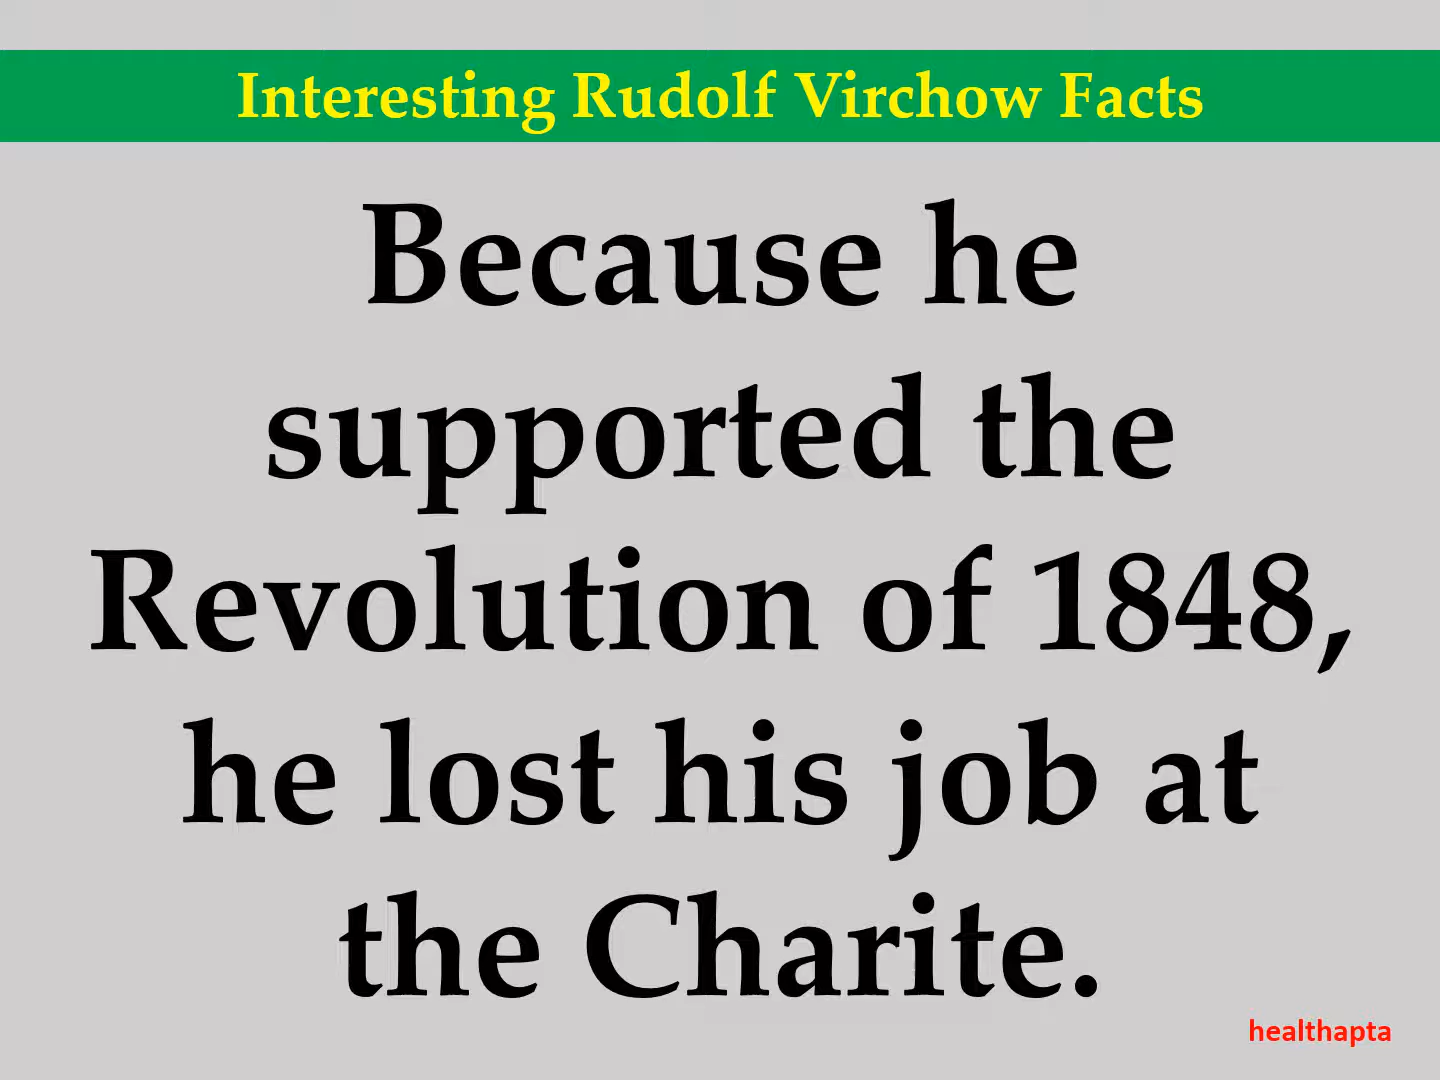 Interesting Rudolf Virchow Facts
Because he
supported the
Revolution of 1848,
he lost his job at
the Charite.
healthapta